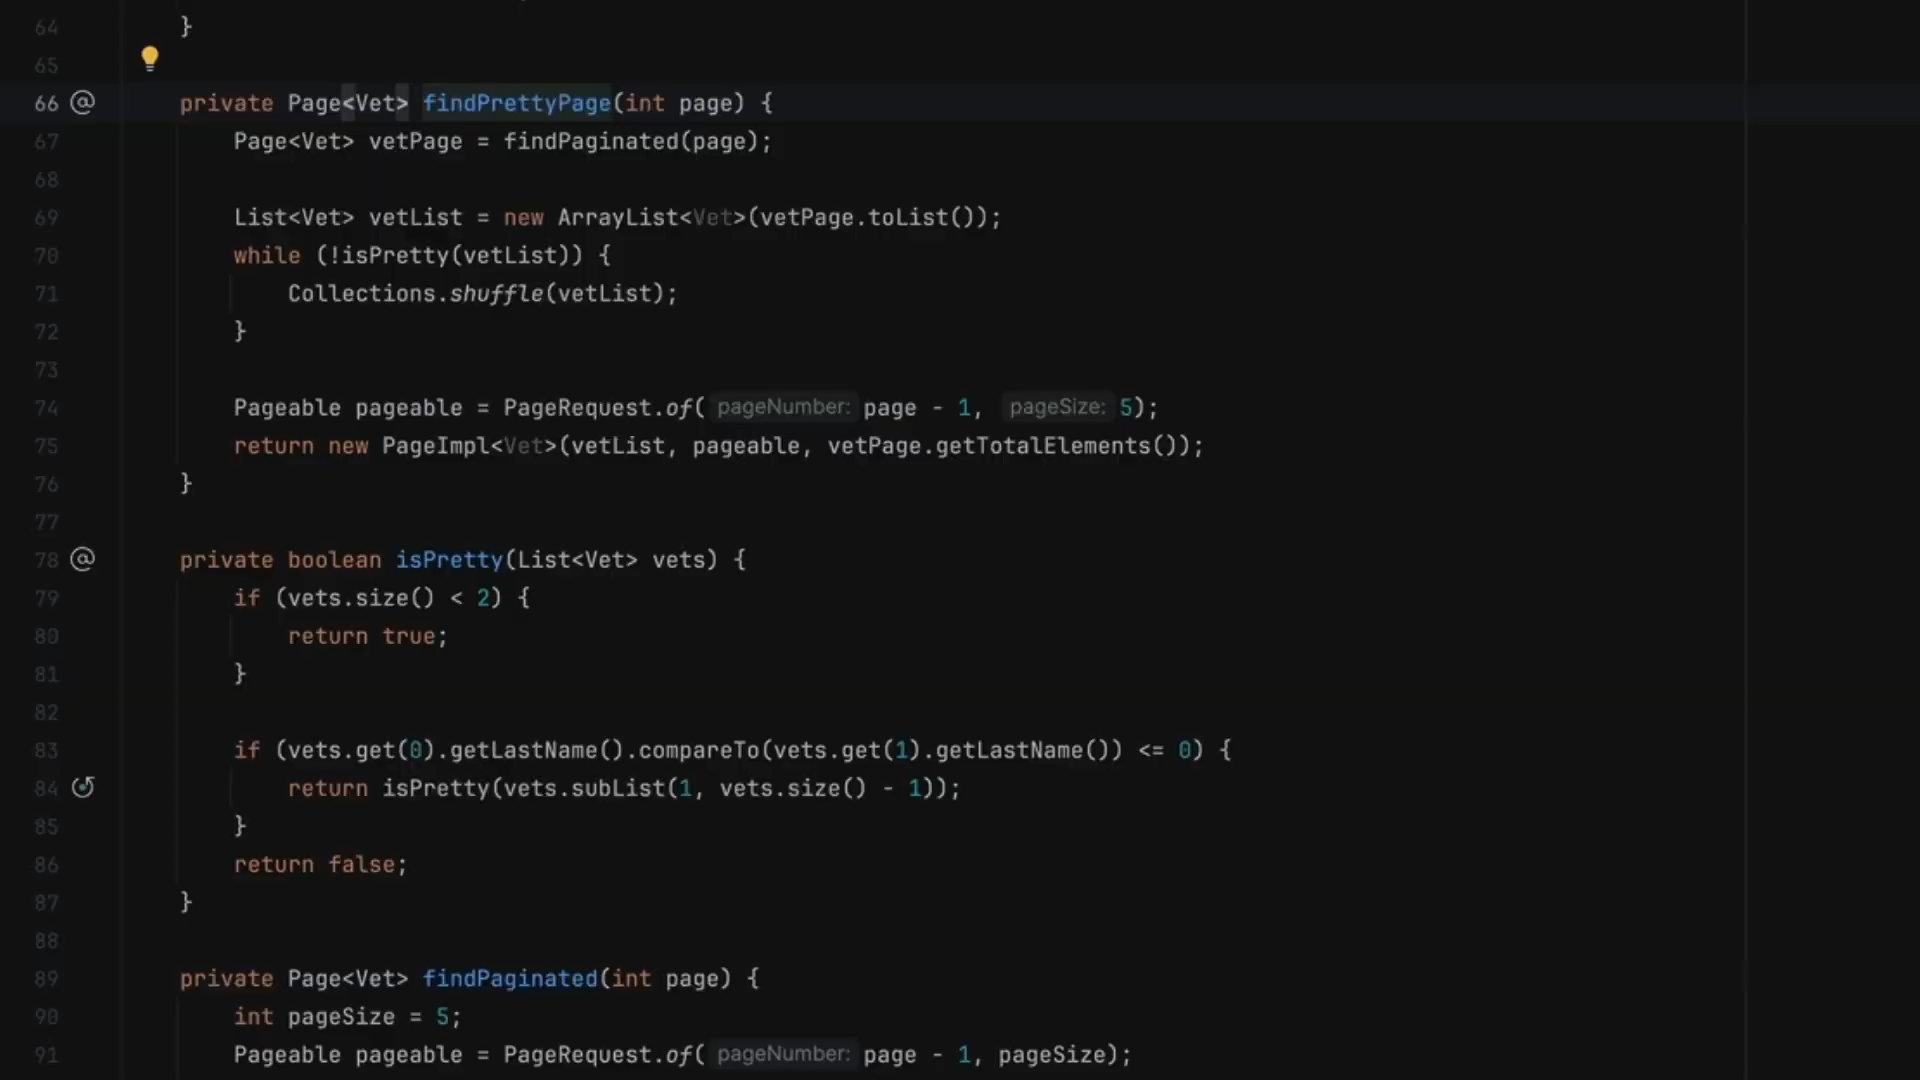 64 }
65
66 @ private Page<Vet> findPrettyPage(int page) {
67 Page<Vet> vetPage = findPaginated(page);
68
69 List<Vet> vetList = new ArrayList<Vet>(vetPage.toList());
70 while (!isPretty(vetList)) {
71 Collections.shuffle(vetList);
72 }
73
74 Pageable pageable = PageRequest.of( pageNumber: page - 1, pageSize: 5);
75 return new PageImpl<Vet>(vetList, pageable, vetPage.getTotalElements());
76 }
77
78 @ private boolean isPretty(List<Vet> vets) {
79 if (vets.size() < 2) {
80 return true;
81 }
82
83 if (vets.get(0).getLastName().compareTo(vets.get(1).getLastName()) <= 0) {
84 return isPretty(vets.subList(1, vets.size() - 1));
85 }
86 return false;
87 }
88
89 private Page<Vet> findPaginated(int page) {
90 int pageSize = 5;
91 Pageable pageable = PageRequest.of( pageNumber: page - 1, pageSize);